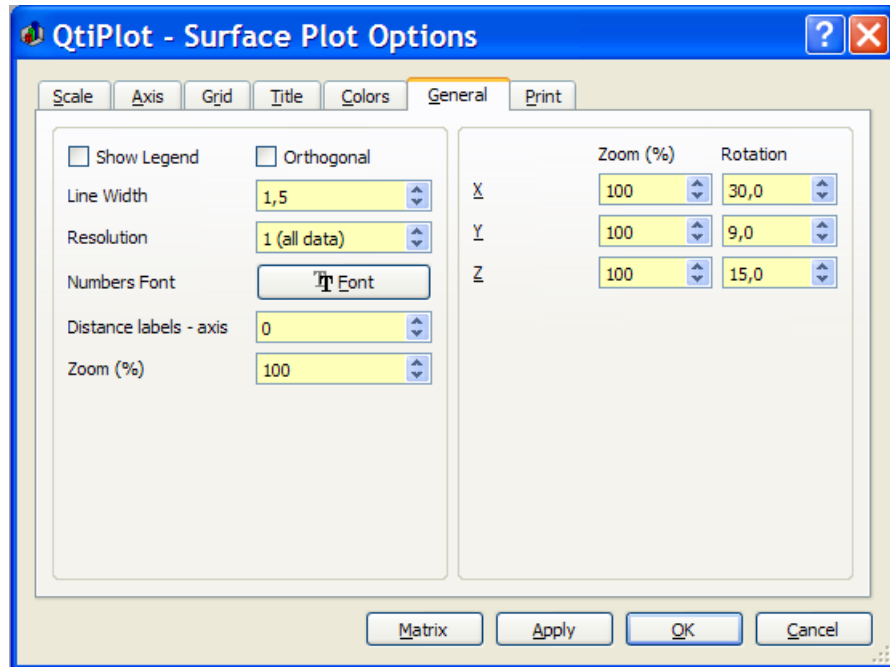 QtiPlot - Surface Plot Options
Scale Axis Grid Title Colors General Print
Show Legend Orthogonal
Line Width 1,5
Resolution 1 (all data)
Numbers Font Font
Distance labels - axis 0
Zoom (%) 100
Zoom (%) Rotation
X 100 30,0
Y 100 9,0
Z 100 15,0
Matrix Apply OK Cancel